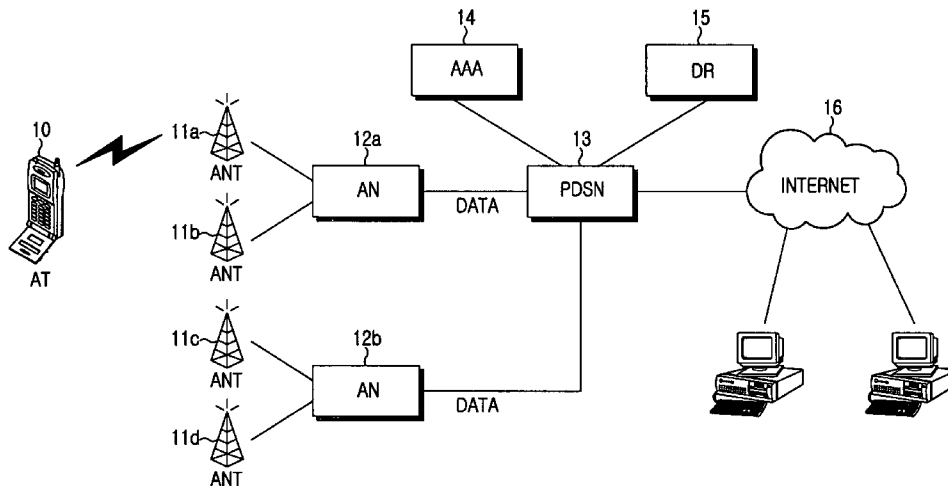 14
15
AAA
DR
10
11a
ANT
12a
AN
13
PDSN
16
INTERNET
DATA
11b
ANT
AT
11c
ANT
12b
AN
DATA
11d
ANT